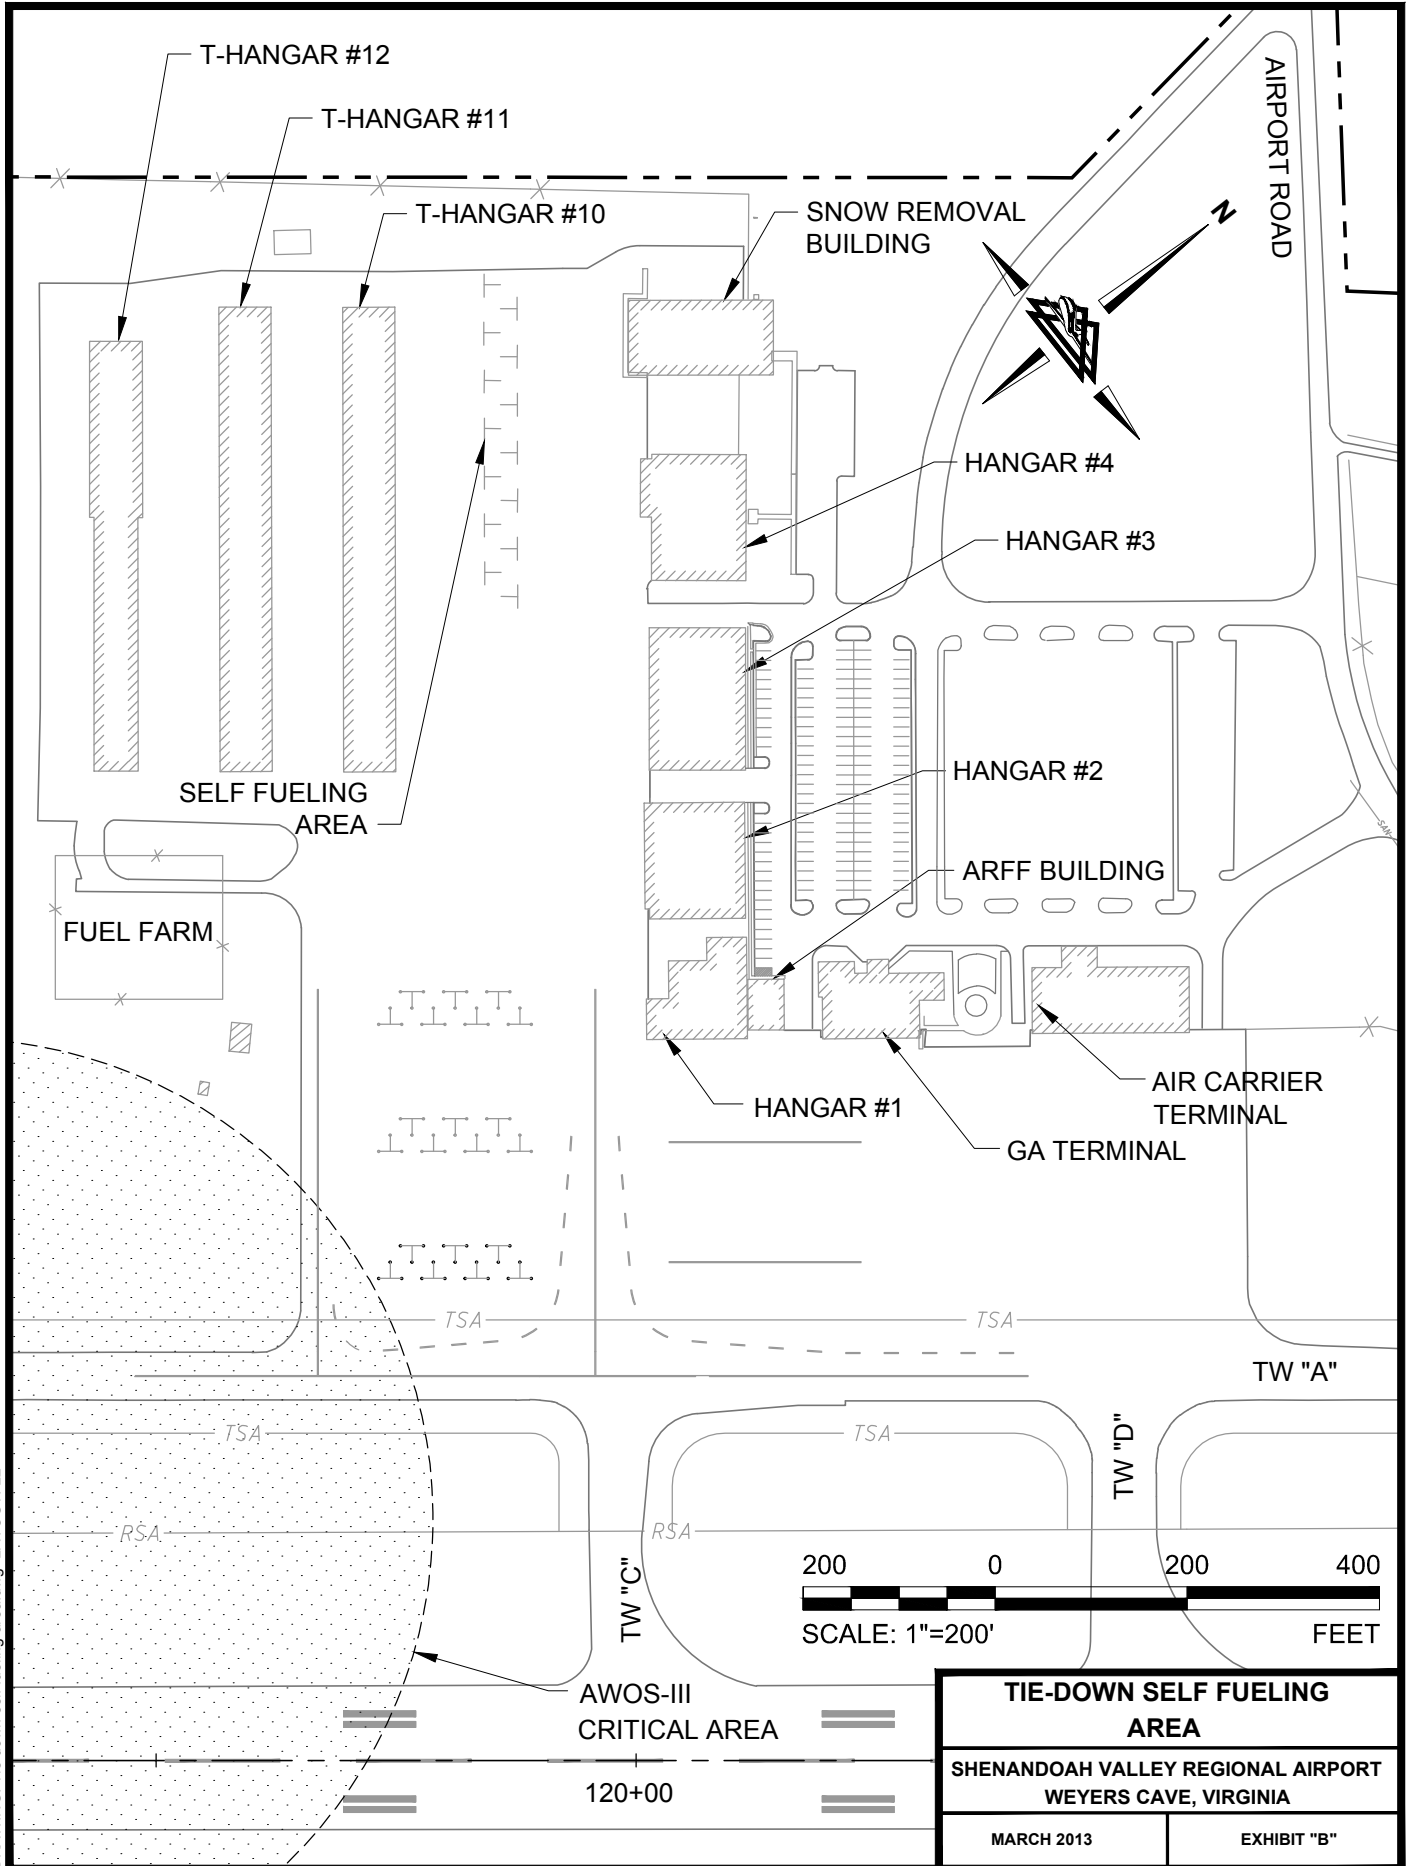 T-HANGAR #12
T-HANGAR #11
T-HANGAR #10
SNOW REMOVAL
BUILDING
AIRPORT ROAD
N
HANGAR #4
HANGAR #3
HANGAR #2
SELF FUELING
AREA
ARFF BUILDING
FUEL FARM
AIR CARRIER
TERMINAL
HANGAR #1
GA TERMINAL
TSA
TSA
TW "A"
TSA
TSA
TW "D"
RSA
RSA
TW "C"
200 0 200 400
SCALE: 1"=200' FEET
AWOS-III
CRITICAL AREA
120+00
TIE-DOWN SELF FUELING
AREA
SHENANDOAH VALLEY REGIONAL AIRPORT
WEYERS CAVE, VIRGINIA
MARCH 2013
EXHIBIT "B"